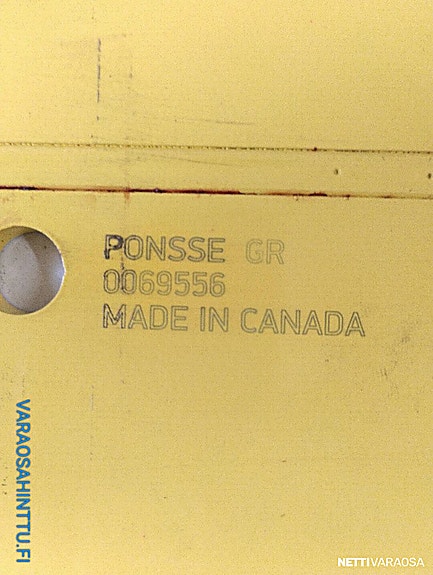 PONSSE GR
0069556
MADE IN CANADA
VARAOSAHINTTU.FI
NETTIVARAOSA